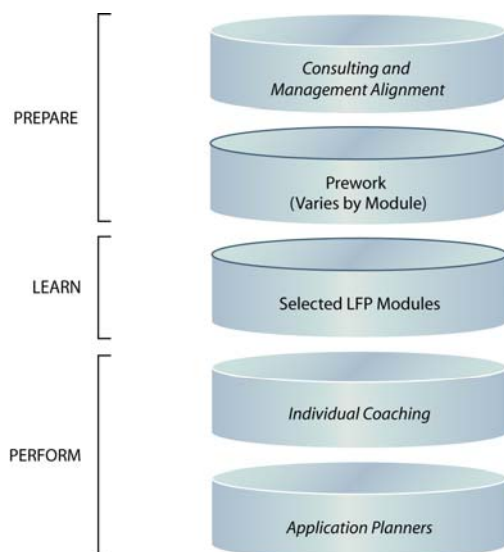 PREPARE
Consulting and
Management Alignment
Prework
(Varies by Module)
LEARN
Selected LFP Modules
PERFORM
Individual Coaching
Application Planners